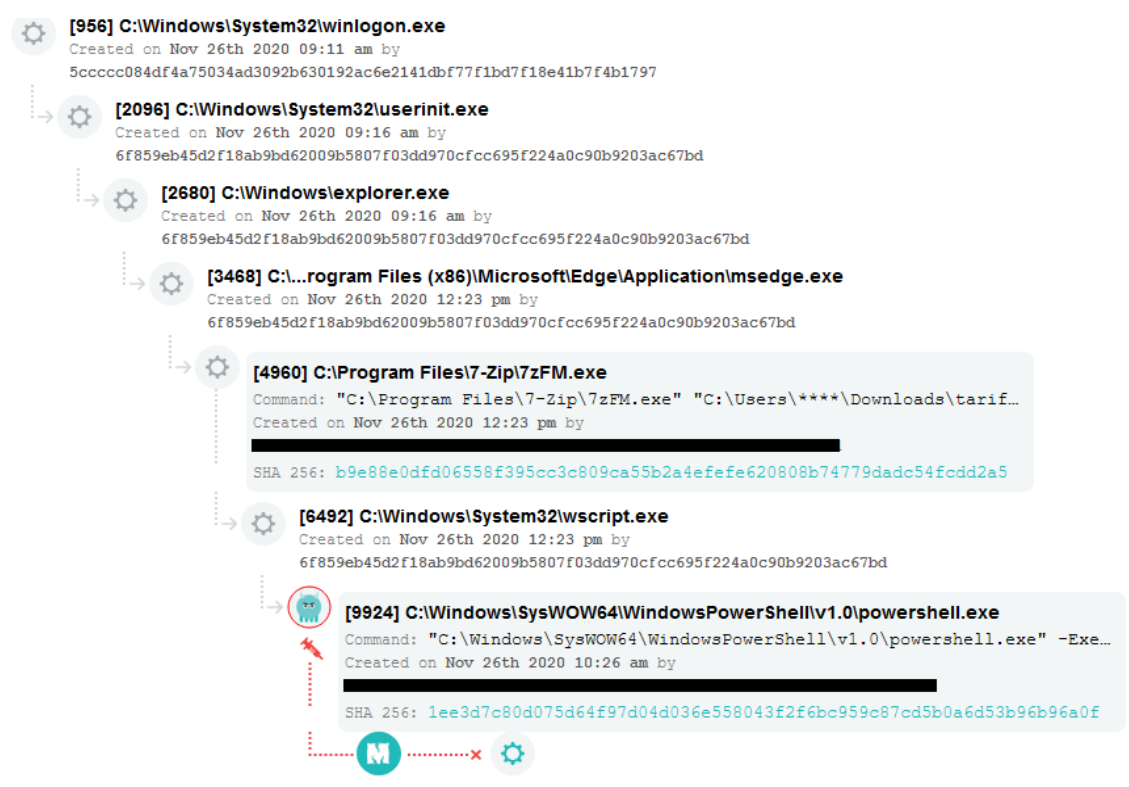 [956] C:\Windows\System32\winlogon.exe
Created on Nov 26th 2020 09:11 am by
5ccccc084df4a75034ad3092b630192ac6e2141dbf77f1bd7f18e41b7f4b1797
[2096] C:\Windows\System32\userinit.exe
Created on Nov 26th 2020 09:16 am by
6f859eb45d2f18ab9bd62009b5807f03dd970cfcc695f224a0c90b9203ac67bd
[2680] C:\Windows\explorer.exe
Created on Nov 26th 2020 09:16 am by
6f859eb45d2f18ab9bd62009b5807f03dd970cfcc695f224a0c90b9203ac67bd
[3468] C:\...rogram Files (x86)\Microsoft\Edge\Application\msedge.exe
Created on Nov 26th 2020 12:23 pm by
6f859eb45d2f18ab9bd62009b5807f03dd970cfcc695f224a0c90b9203ac67bd
[4960] C:\Program Files\7-Zip\7zFM.exe
Command: "C:\Program Files\7-Zip\7zFM.exe" "C:\Users\****\Downloads\tarif…
Created on Nov 26th 2020 12:23 pm by
SHA 256: b9e88e0dfd06558f395cc3c809ca55b2a4efefe620808b74779dadc54fcdd2a5
[6492] C:\Windows\System32\wscript.exe
Created on Nov 26th 2020 12:23 pm by
6f859eb45d2f18ab9bd62009b5807f03dd970cfcc695f224a0c90b9203ac67bd
[9924] C:\Windows\SysWOW64\WindowsPowerShell\v1.0\powershell.exe
Command: "C:\Windows\SysWOW64\WindowsPowerShell\v1.0\powershell.exe" -Exe…
Created on Nov 26th 2020 10:26 am by
SHA 256: 1ee3d7c80d075d64f97d04d036e558043f2f6bc959c87cd5b0a6d53b96b96a0f
M